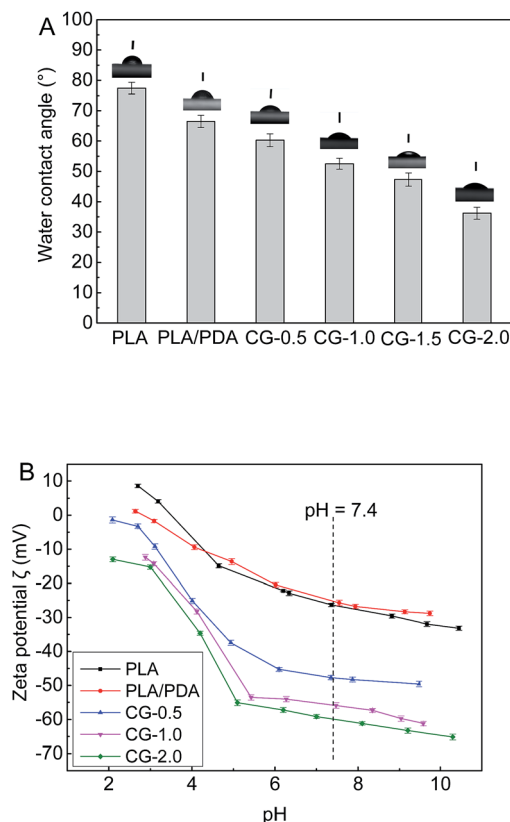 A
100
90
80
70
60
50
40
30
20
10
0
Water contact angle (°)
PLA PLA/PDA CG-0.5 CG-1.0 CG-1.5 CG-2.0
B
10
0
-10
-20
-30
-40
-50
-60
-70
Zeta potential ζ (mV)
pH = 7.4
PLA
PLA/PDA
CG-0.5
CG-1.0
CG-2.0
2 4 6 8 10
pH